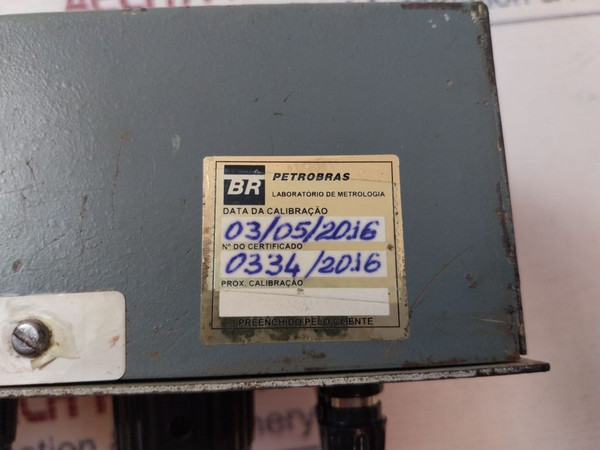 BR PETROBRAS
LABORATÓRIO DE METROLOGIA
DATA DA CALIBRAÇÃO
03/05/2016
Nº DO CERTIFICADO
0334/2016
PROX. CALIBRAÇÃO
PREENCHIDO PELO CLIENTE